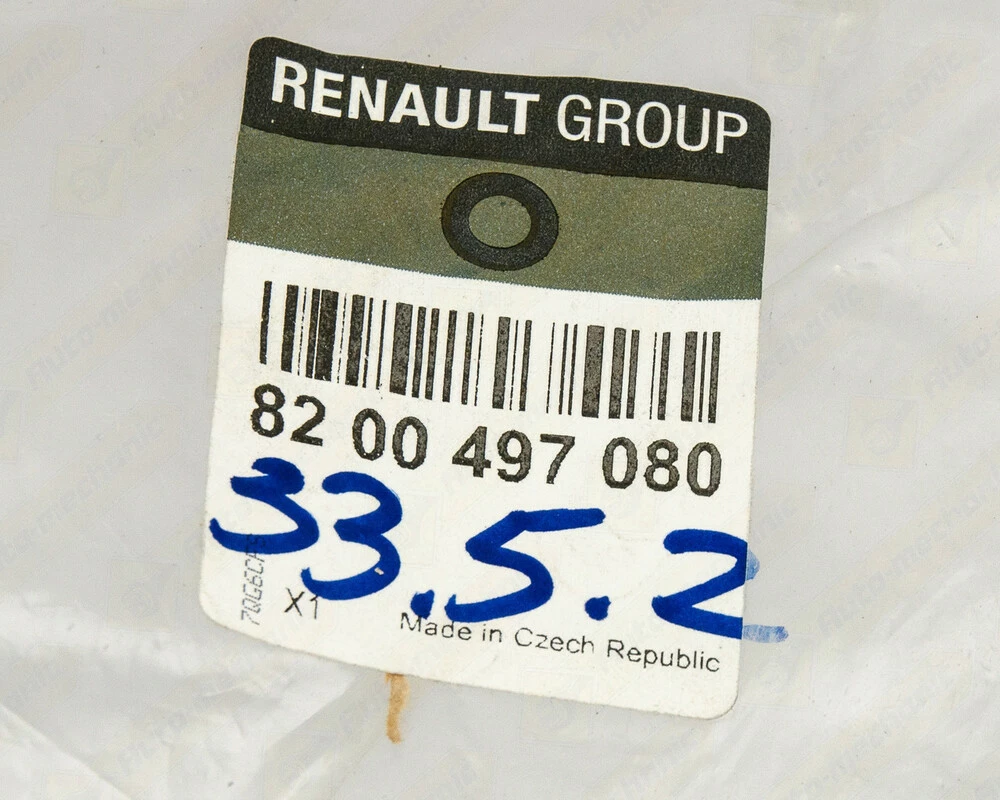 RENAULT GROUP
82 00 497 080
33.5.2
X1
Made in Czech Republic